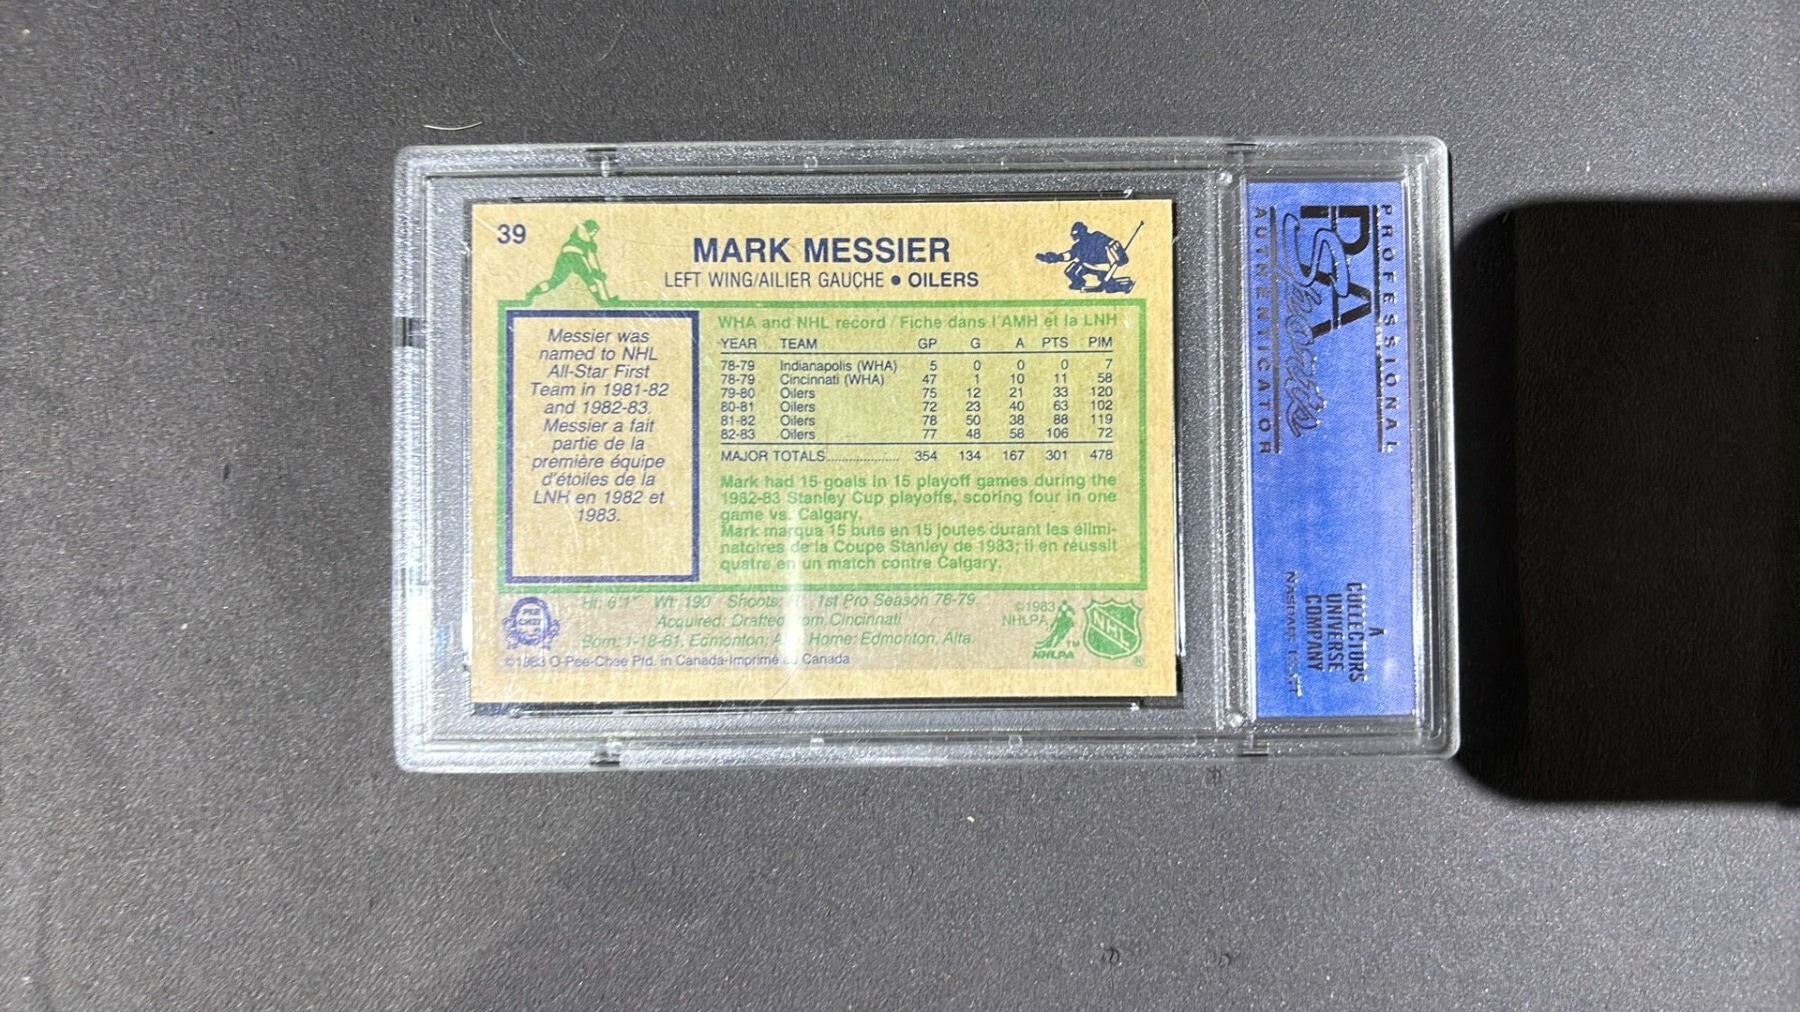 39
MARK MESSIER
LEFT WING/AILIER GAUCHE • OILERS
Messier was
named to NHL
All-Star First
Team in 1981-82
and 1982-83.
Messier a fait
partie de la
première équipe
d'étoiles de la
LNH en 1982 et
1983.
WHA and NHL record / Fiche dans l'AMH et la LNH
YEAR TEAM GP G A PTS PIM
78-79 Indianapolis (WHA) 5 0 0 0 7
78-79 Cincinnati (WHA) 47 1 10 11 58
79-80 Oilers 75 12 21 33 120
80-81 Oilers 72 23 40 63 102
81-82 Oilers 78 50 38 88 119
82-83 Oilers 77 48 58 106 72
MAJOR TOTALS.................... 354 134 167 301 478
Mark had 15 goals in 15 playoff games during the
1982-83 Stanley Cup playoffs, scoring four in one
game vs. Calgary.
Mark marqua 15 buts en 15 joutes durant les élimi-
natoires de la Coupe Stanley de 1983; il en réussit
quatre en un match contre Calgary.
Ht: 6'1" Wt: 190 Shoots: 1st Pro Season 78-79
Acquired: Drafted from Cincinnati
Born: 1-18-61, Edmonton, Home: Edmonton, Alta.
©1983 O-Pee-Chee Ptd. in Canada-Imprimé au Canada
O-PEE-CHEE
©1983
NHLPA
NHLPA
TM
NHL
®
PROFESSIONAL
PSA
Sports
AUTHENTICATOR
A
COLLECTORS
UNIVERSE
COMPANY